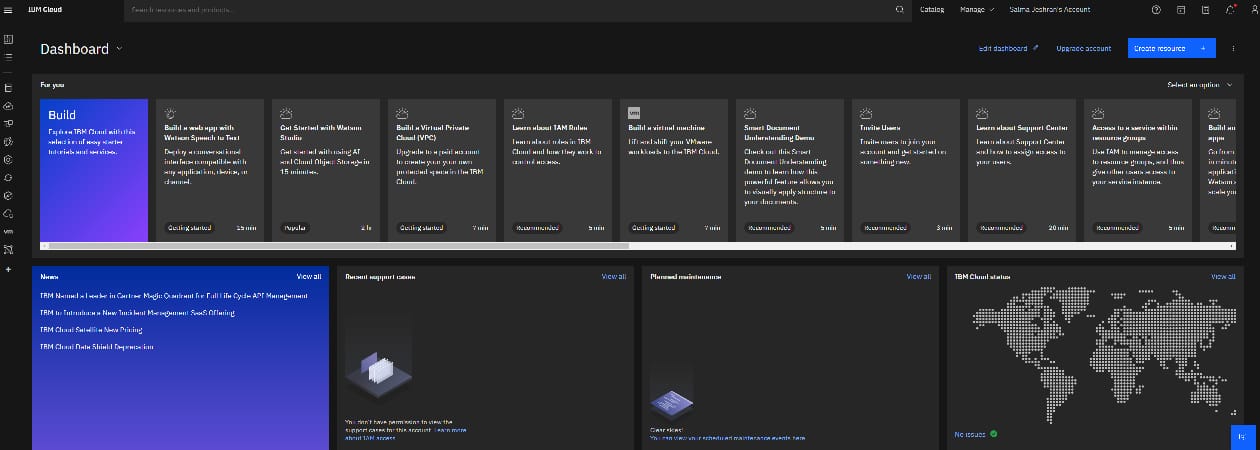 IBM Cloud
Search resources and products...
Catalog
Manage
Salma Jeshran's Account
Dashboard
Edit dashboard
Upgrade account
Create resource +
For you
Select an option
Build
Explore IBM Cloud with this
selection of easy starter
tutorials and services.
Build a web app with
Watson Speech to Text
Deploy a conversational
interface compatible with
any application, device, or
channel.
Getting started
15 min
Get Started with Watson
Studio
Get started with using AI
and Cloud Object Storage in
15 minutes.
Popular
2 hr
Build a Virtual Private
Cloud (VPC)
Upgrade to a paid account
to create your own
protected space in the IBM
Cloud.
Getting started
7 min
Learn about IAM Roles
Learn about roles in IBM
Cloud and how they work to
control access.
Recommended
5 min
vm
Build a virtual machine
Lift and shift your VMware
workloads to the IBM Cloud.
Getting started
7 min
Smart Document
Understanding Demo
Check out this Smart
Document Understanding
demo to learn how this
powerful feature allows you
to visually apply structure to
your documents.
Recommended
5 min
Invite Users
Invite users to join your
account and get started on
something new.
Recommended
3 min
Learn about Support Center
Learn about Support Center
and how to assign access to
your users.
Recommended
20 min
Access to a service within
resource groups
Use IAM to manage access
to resource groups, and thus
give other users access to
your service instance.
Recommended
5 min
Build an
apps
Go from
in minute
applicati
Watson a
scale you
Recomm
News
View all
IBM Named a Leader in Gartner Magic Quadrant for Full Life Cycle API Management
IBM to Introduce a New Incident Management SaaS Offering
IBM Cloud Satellite New Pricing
IBM Cloud Data Shield Deprecation
Recent support cases
View all
You don't have permission to view the
support cases for this account. Learn more
about IAM access
Planned maintenance
View all
Clear skies!
You can view your scheduled maintenance events here
IBM Cloud status
View all
No issues